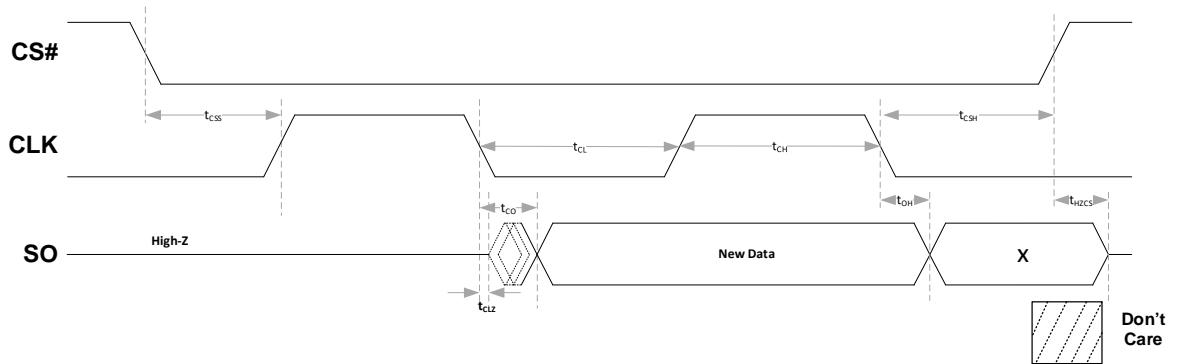 CS#
tCSS
tCSH
CLK
tCL
tCH
tCO
tOH
tHZCS
SO
High-Z
New Data
X
tCLZ
Don't
Care